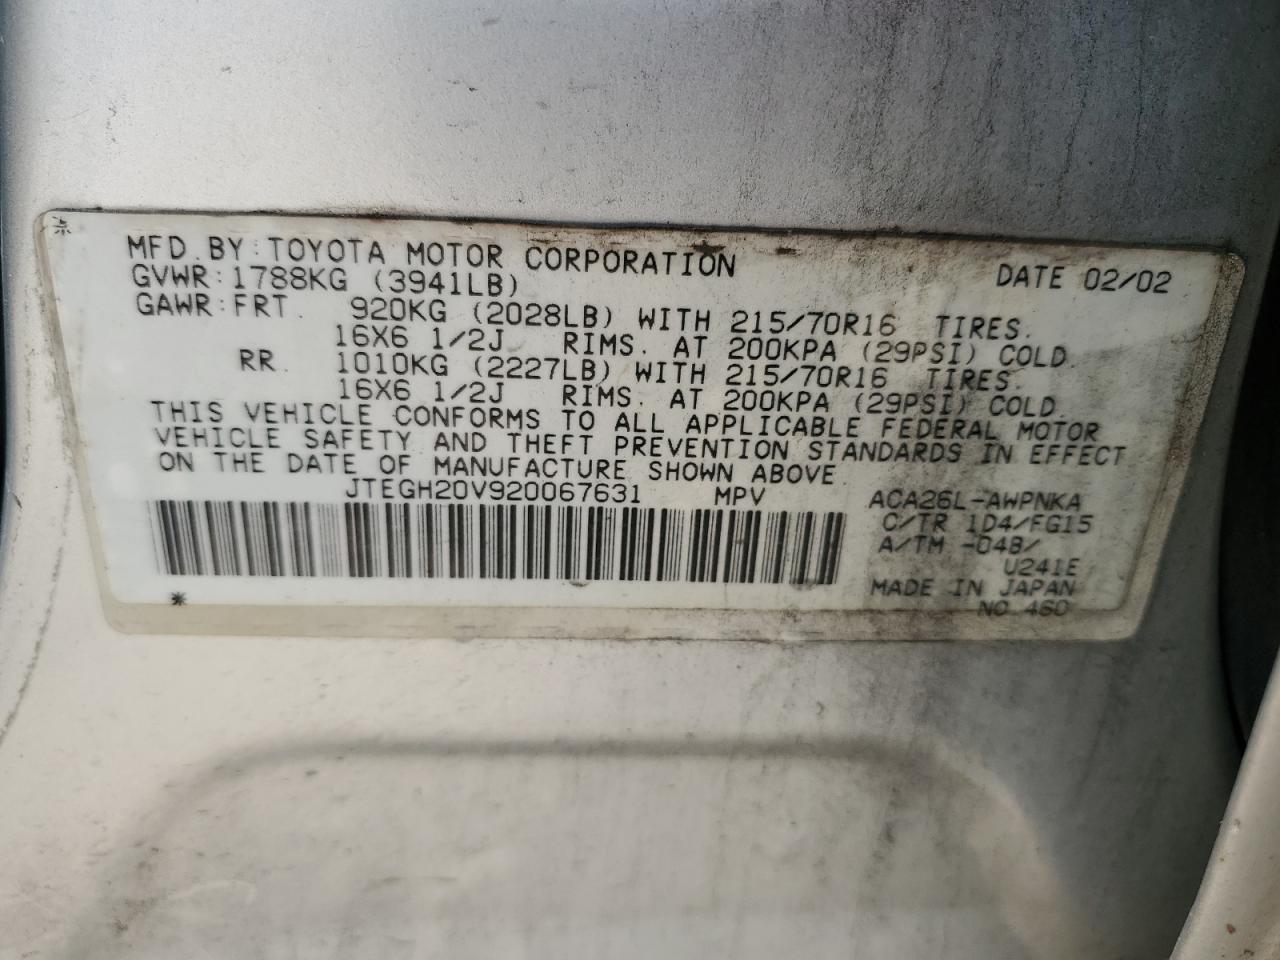 MFD. BY: TOYOTA MOTOR CORPORATION DATE 02/02
GVWR: 1788KG (3941LB)
GAWR: FRT. 920KG (2028LB) WITH 215/70R16 TIRES.
16X6 1/2J RIMS. AT 200KPA (29PSI) COLD.
RR. 1010KG (2227LB) WITH 215/70R16 TIRES.
16X6 1/2J RIMS. AT 200KPA (29PSI) COLD.
THIS VEHICLE CONFORMS TO ALL APPLICABLE FEDERAL MOTOR
VEHICLE SAFETY AND THEFT PREVENTION STANDARDS IN EFFECT
ON THE DATE OF MANUFACTURE SHOWN ABOVE.
JTEGH20V920067631 MPV ACA26L-AWPNKA
C/TR 1D4/FG15
A/TM -04B/
U241E
MADE IN JAPAN
NO. 460